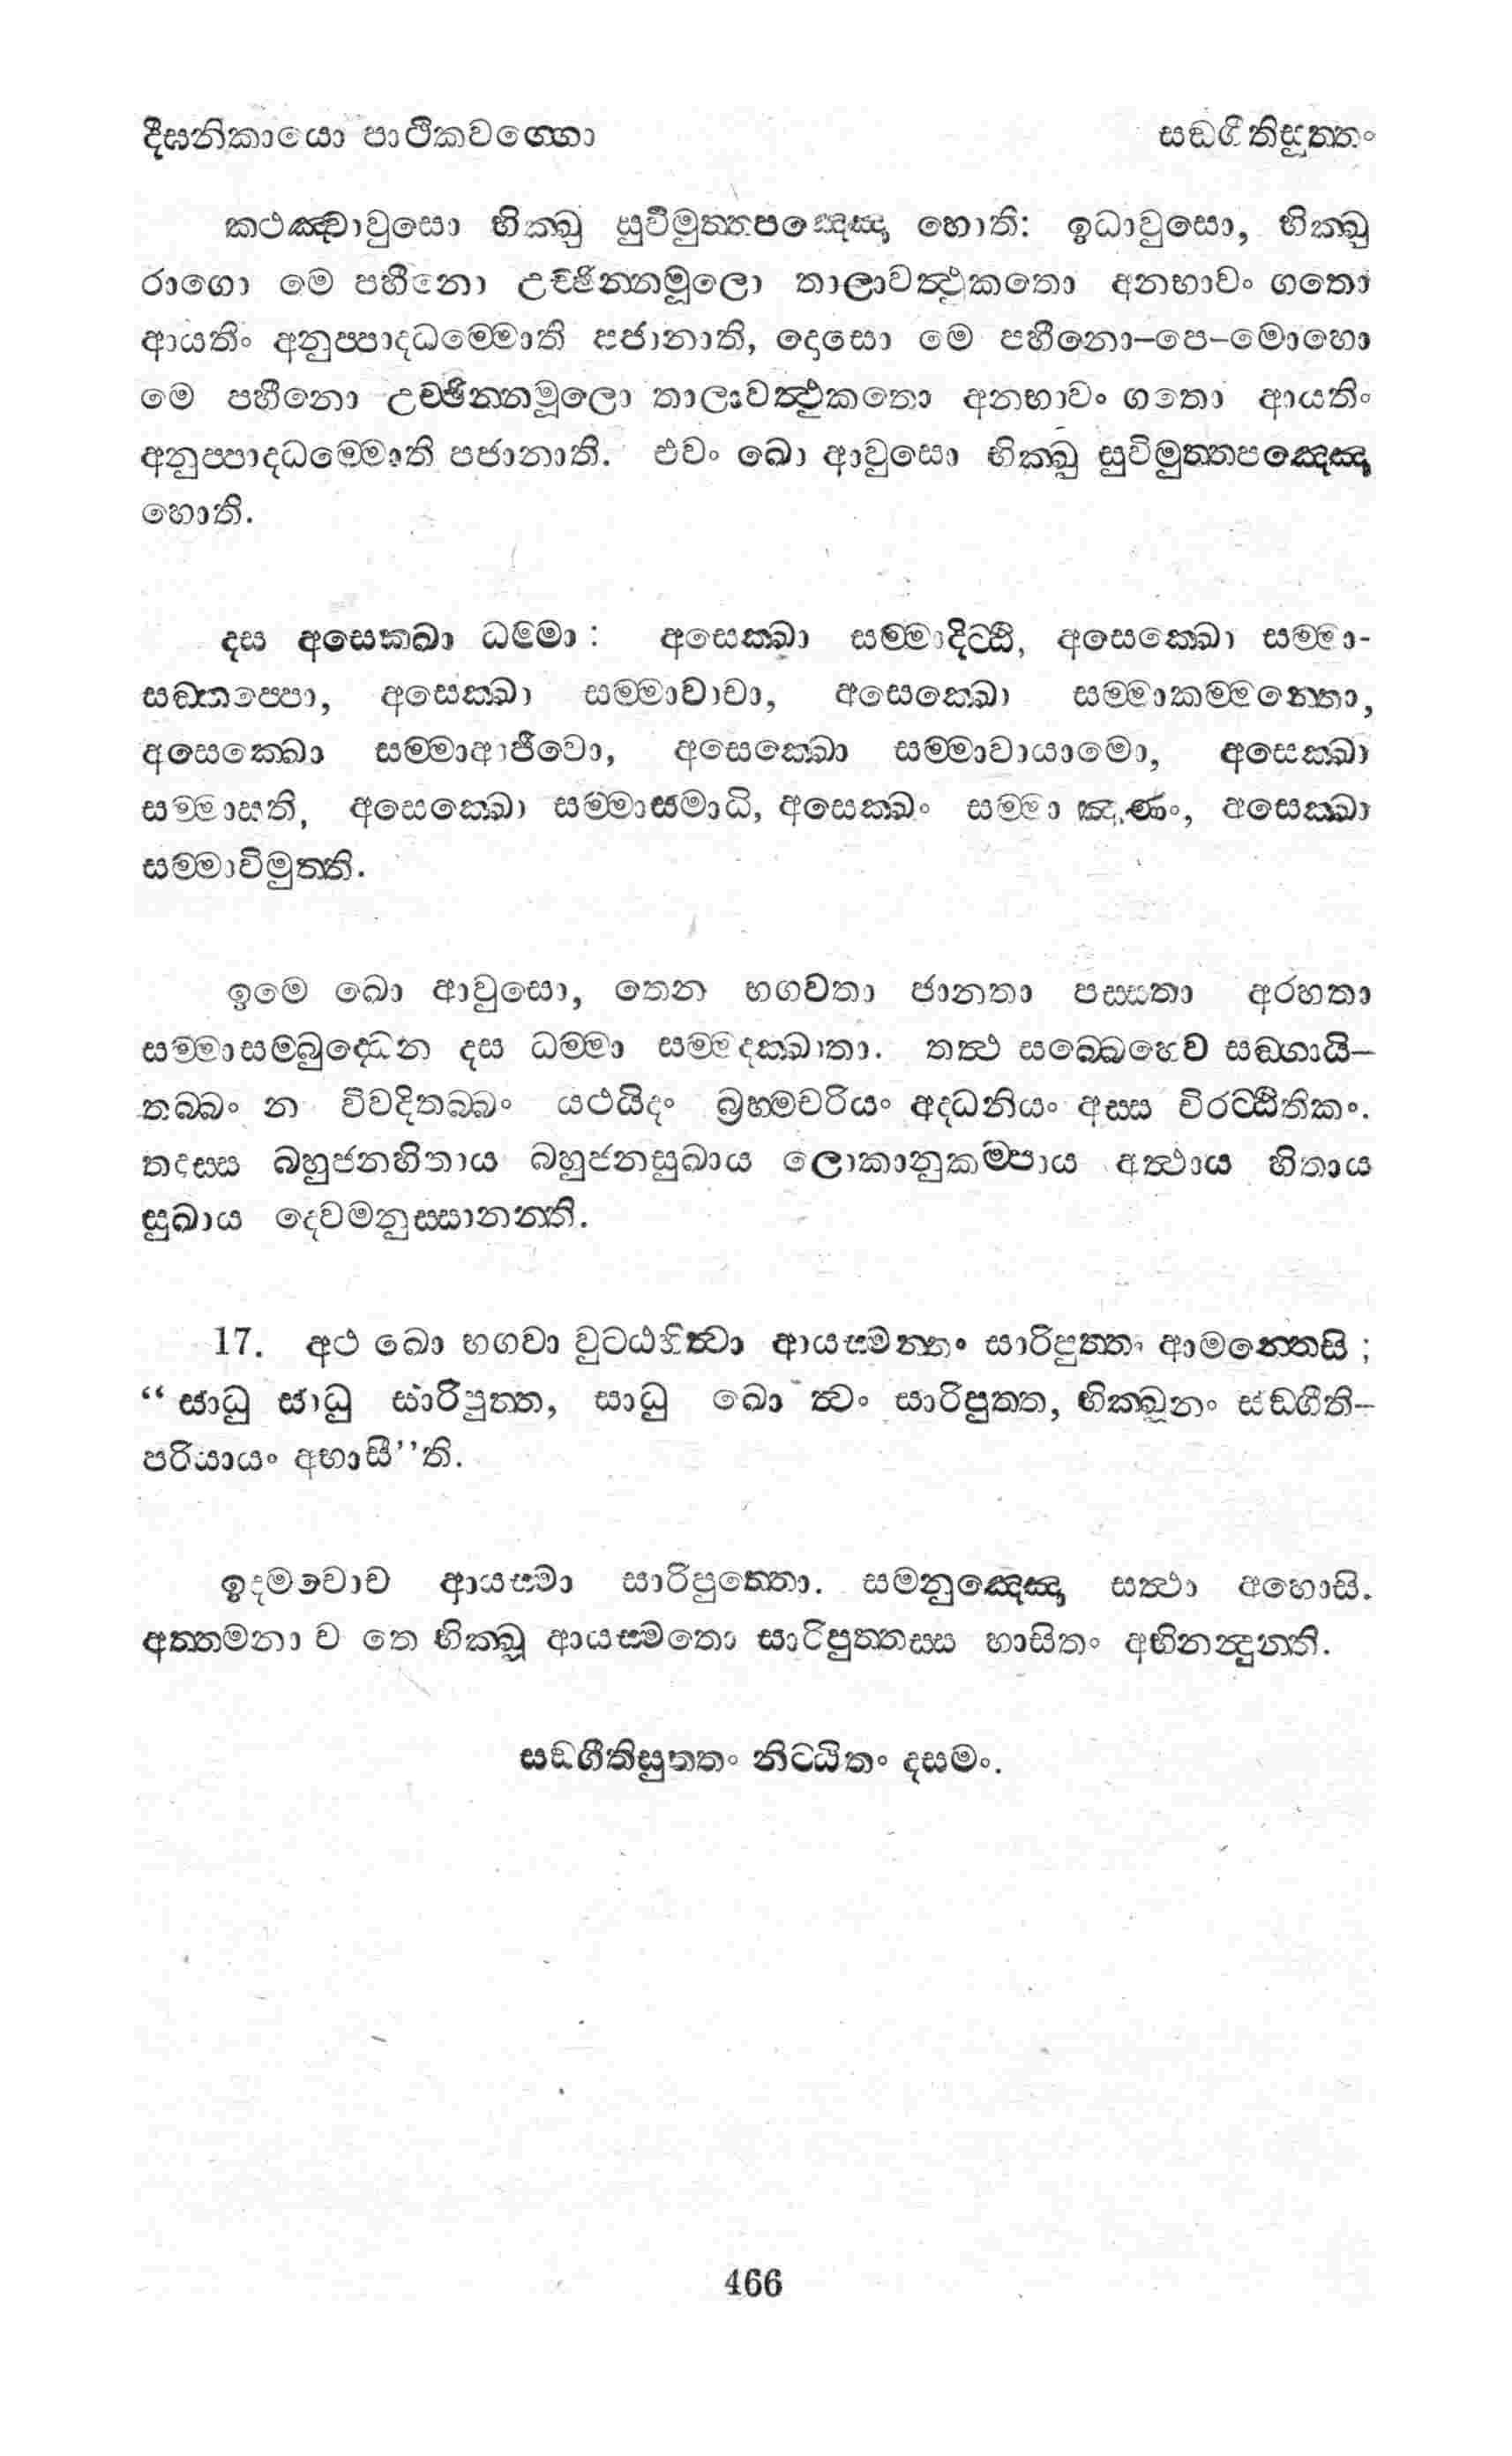 දීඝනිකායො පාථිකවග්ගො සඞගීතිසුත්තං
කථඤ්චාවුසො භික්ඛු සුවිමුත්තපඤ්ඤො හොති: ඉධාවුසො, භික්ඛු
රාගො මෙ පහීනො උච්ඡින්නමූලො තාලාවත්ථුකතො අනභාවං ගතො
ආයතිං අනුප්පාදධම්මොති පජානාති, දොසො මෙ පහීනො–පෙ–මොහො
මෙ පහීනො උච්ඡින්නමූලො තාලාවත්ථුකතො අනභාවං ගතො ආයතිං
අනුප්පාදධම්මොති පජානාති. එවං ඛො ආවුසො භික්ඛු සුවිමුත්තපඤ්ඤො
හොති.
දස අසෙක්ඛා ධම්මා : අසෙක්ඛා සම්මාදිට්ඨි, අසෙක්ඛො සම්මා-
සඞ්කප්පො, අසෙක්ඛා සම්මාවාචා, අසෙක්ඛො සම්මාකම්මන්තො,
අසෙක්ඛො සම්මාආජීවො, අසෙක්ඛො සම්මාවායාමො, අසෙක්ඛා
සම්මාසති, අසෙක්ඛො සම්මාසමාධි, අසෙක්ඛං සම්මා ඤාණං, අසෙක්ඛා
සම්මාවිමුත්ති.
ඉමෙ ඛො ආවුසො, තෙන භගවතා ජානතා පස්සතා අරහතා
සම්මාසම්බුද්ධෙන දස ධම්මා සම්මදක්ඛාතා. තත්ථ සබ්බෙහෙව සඞ්ගායි–
තබ්බං න විවදිතබ්බං යථයිදං බ්‍රහ්මචරියං අද්ධනියං අස්ස චිරට්ඨිතිකං.
තදස්ස බහුජනහිතාය බහුජනසුඛාය ලොකානුකම්පාය අත්ථාය හිතාය
සුඛාය දෙවමනුස්සානන්ති.
17. අථ ඛො භගවා වුටඨහිත්වා ආයස්මන්තං සාරිපුත්තං ආමන්තෙසි ;
“ සාධු සාධු සාරිපුත්ත, සාධු ඛො ත්වං සාරිපුත්ත, භික්ඛූනං සඞගීති–
පරියායං අභාසී’’ති.
ඉදමවොච ආයස්මා සාරිපුත්තො. සමනුඤ්ඤො සත්ථා අහොසි.
අත්තමනා ච තෙ භික්ඛූ ආයස්මතො සාරිපුත්තස්ස භාසිතං අභිනන්දුන්ති.
සඞගීතිසුත්තං නිට්ඨිතං දසමං.
466